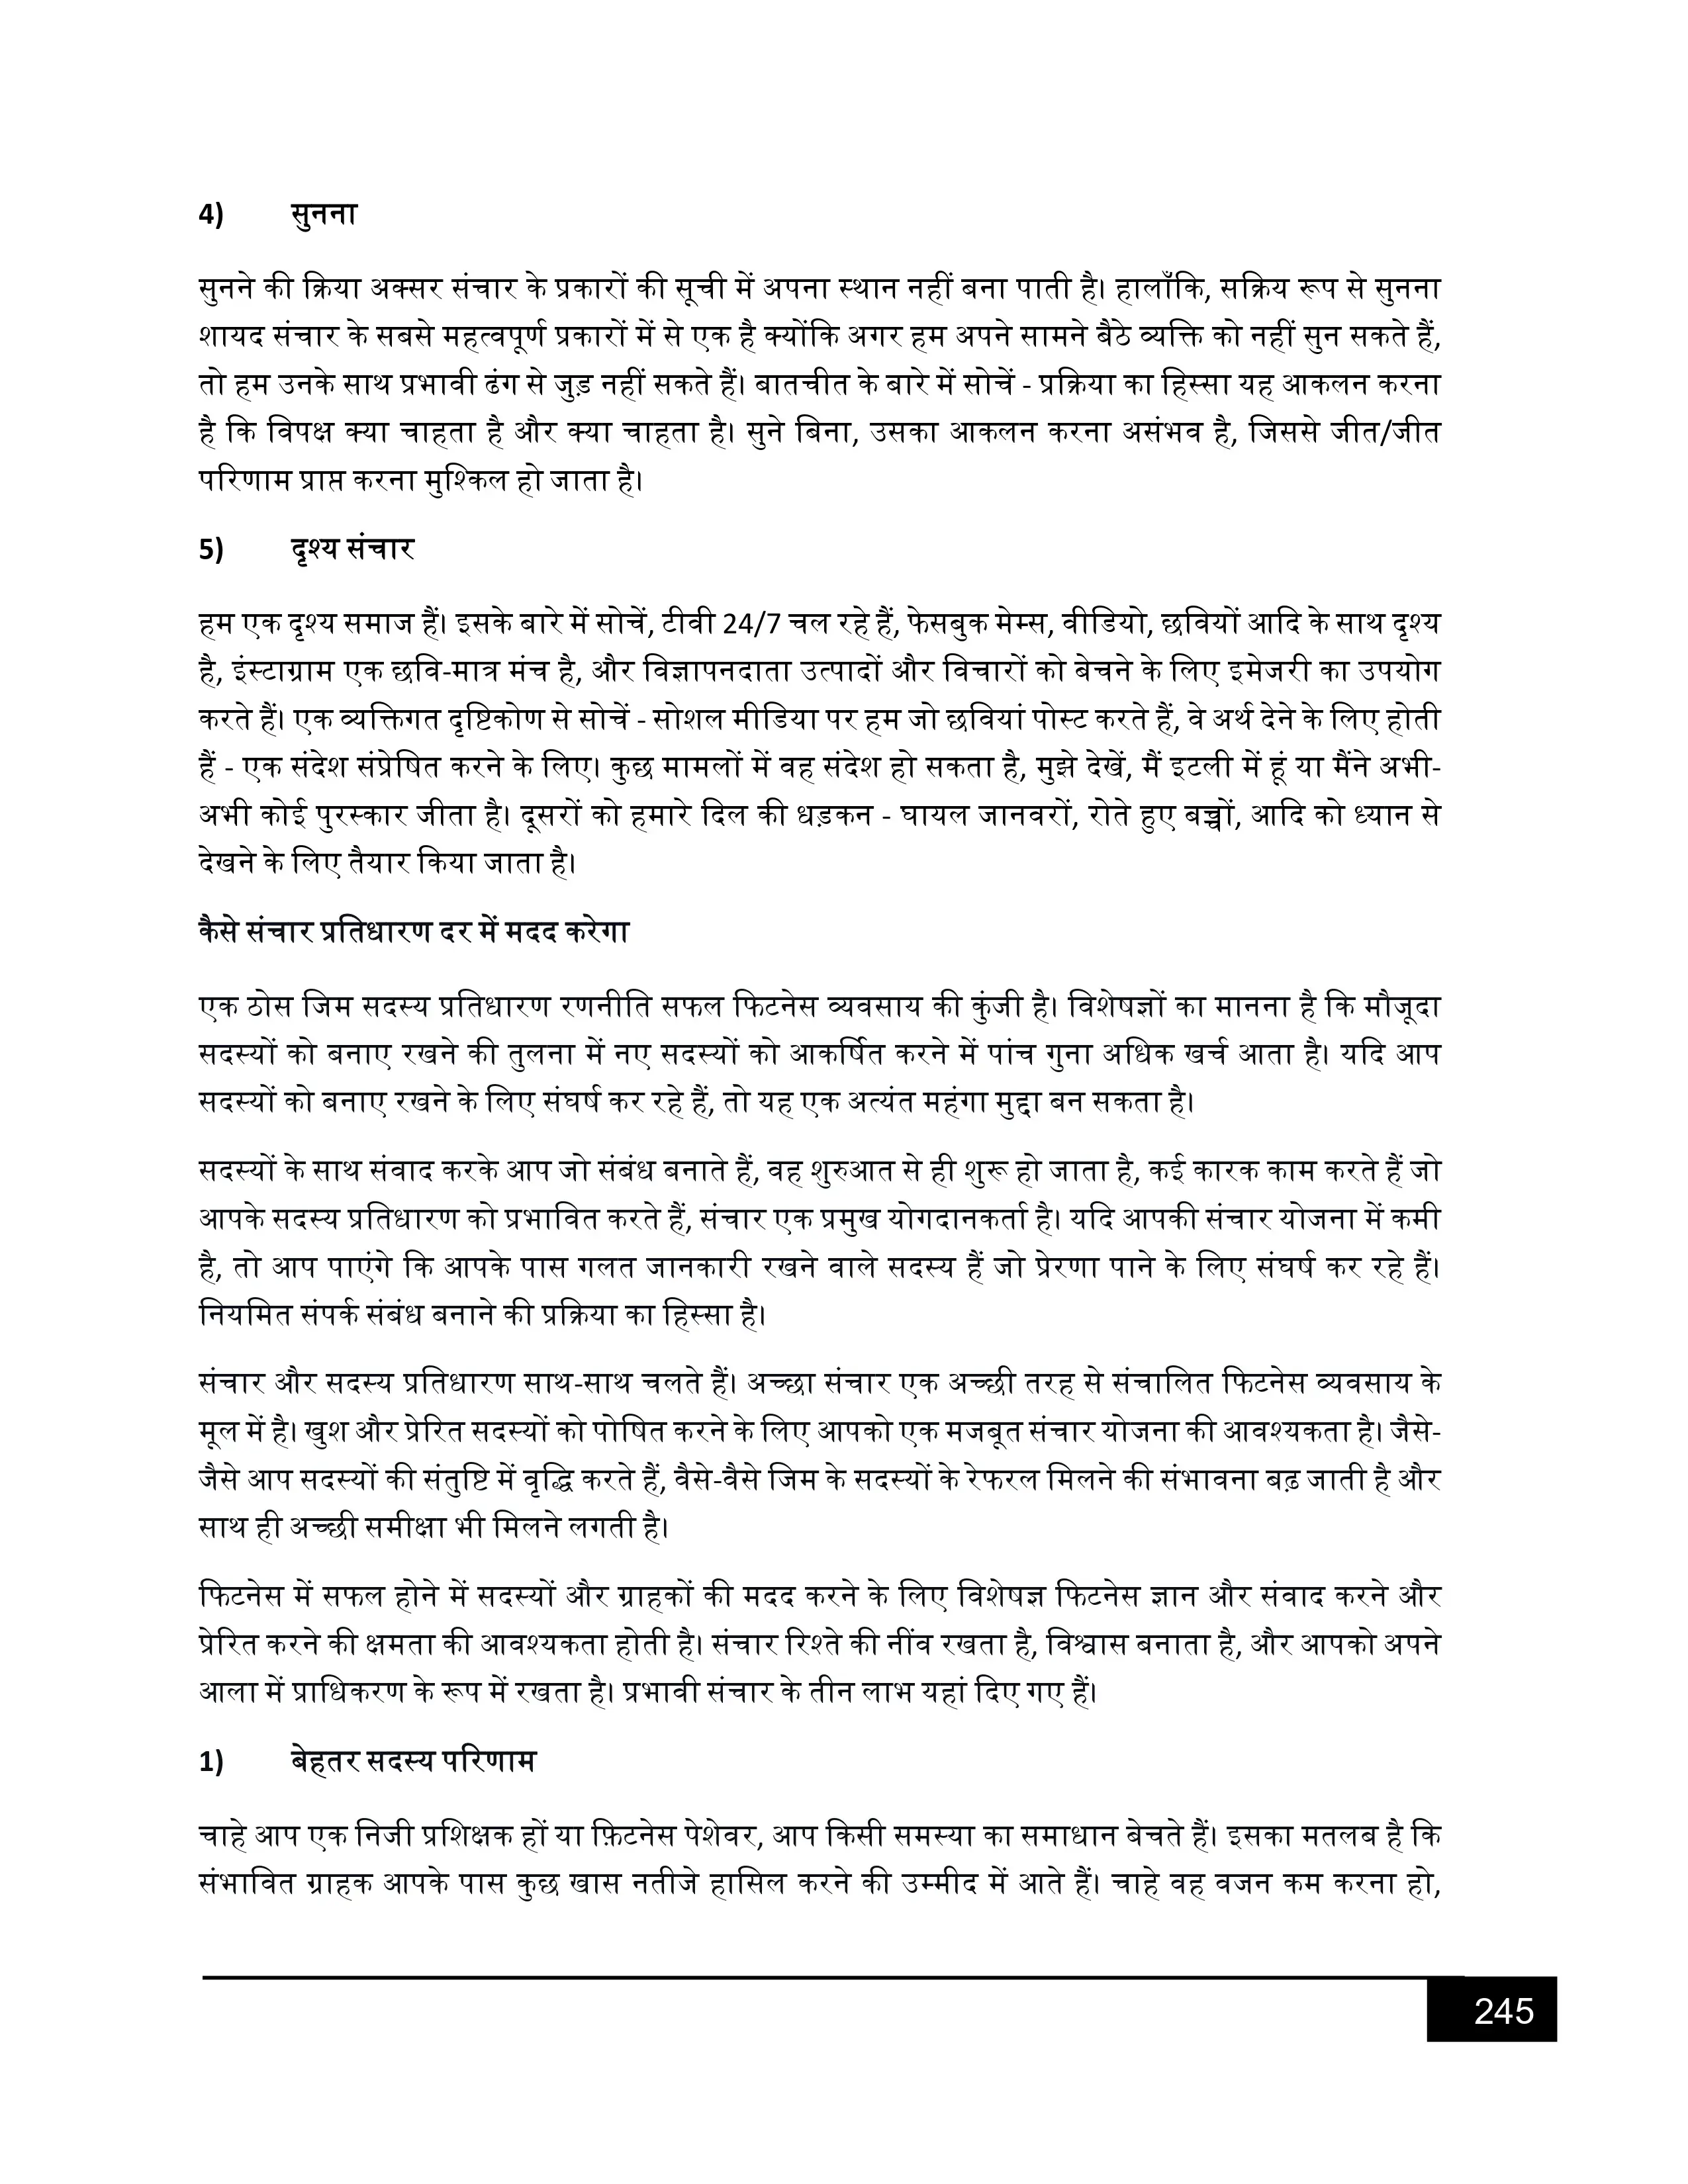 4) सुनना
सुनने की क्रिया अक्सर संचार के प्रकारों की सूची में अपना स्थान नहीं बना पाती है। हालाँकि, सक्रिय रूप से सुनना
शायद संचार के सबसे महत्वपूर्ण प्रकारों में से एक है क्योंकि अगर हम अपने सामने बैठे व्यक्ति को नहीं सुन सकते हैं,
तो हम उनके साथ प्रभावी ढंग से जुड़ नहीं सकते हैं। बातचीत के बारे में सोचें - प्रक्रिया का हिस्सा यह आकलन करना
है कि विपक्ष क्या चाहता है और क्या चाहता है। सुने बिना, उसका आकलन करना असंभव है, जिससे जीत/जीत
परिणाम प्राप्त करना मुश्किल हो जाता है।
5) दृश्य संचार
हम एक दृश्य समाज हैं। इसके बारे में सोचें, टीवी 24/7 चल रहे हैं, फेसबुक मेम्स, वीडियो, छवियों आदि के साथ दृश्य
है, इंस्टाग्राम एक छवि-मात्र मंच है, और विज्ञापनदाता उत्पादों और विचारों को बेचने के लिए इमेजरी का उपयोग
करते हैं। एक व्यक्तिगत दृष्टिकोण से सोचें - सोशल मीडिया पर हम जो छवियां पोस्ट करते हैं, वे अर्थ देने के लिए होती
हैं - एक संदेश संप्रेषित करने के लिए। कुछ मामलों में वह संदेश हो सकता है, मुझे देखें, मैं इटली में हूं या मैंने अभी-
अभी कोई पुरस्कार जीता है। दूसरों को हमारे दिल की धड़कन - घायल जानवरों, रोते हुए बच्चों, आदि को ध्यान से
देखने के लिए तैयार किया जाता है।
कैसे संचार प्रतिधारण दर में मदद करेगा
एक ठोस जिम सदस्य प्रतिधारण रणनीति सफल फिटनेस व्यवसाय की कुंजी है। विशेषज्ञों का मानना है कि मौजूदा
सदस्यों को बनाए रखने की तुलना में नए सदस्यों को आकर्षित करने में पांच गुना अधिक खर्च आता है। यदि आप
सदस्यों को बनाए रखने के लिए संघर्ष कर रहे हैं, तो यह एक अत्यंत महंगा मुद्दा बन सकता है।
सदस्यों के साथ संवाद करके आप जो संबंध बनाते हैं, वह शुरुआत से ही शुरू हो जाता है, कई कारक काम करते हैं जो
आपके सदस्य प्रतिधारण को प्रभावित करते हैं, संचार एक प्रमुख योगदानकर्ता है। यदि आपकी संचार योजना में कमी
है, तो आप पाएंगे कि आपके पास गलत जानकारी रखने वाले सदस्य हैं जो प्रेरणा पाने के लिए संघर्ष कर रहे हैं।
नियमित संपर्क संबंध बनाने की प्रक्रिया का हिस्सा है।
संचार और सदस्य प्रतिधारण साथ-साथ चलते हैं। अच्छा संचार एक अच्छी तरह से संचालित फिटनेस व्यवसाय के
मूल में है। खुश और प्रेरित सदस्यों को पोषित करने के लिए आपको एक मजबूत संचार योजना की आवश्यकता है। जैसे-
जैसे आप सदस्यों की संतुष्टि में वृद्धि करते हैं, वैसे-वैसे जिम के सदस्यों के रेफरल मिलने की संभावना बढ़ जाती है और
साथ ही अच्छी समीक्षा भी मिलने लगती है।
फिटनेस में सफल होने में सदस्यों और ग्राहकों की मदद करने के लिए विशेषज्ञ फिटनेस ज्ञान और संवाद करने और
प्रेरित करने की क्षमता की आवश्यकता होती है। संचार रिश्ते की नींव रखता है, विश्वास बनाता है, और आपको अपने
आला में प्राधिकरण के रूप में रखता है। प्रभावी संचार के तीन लाभ यहां दिए गए हैं।
1) बेहतर सदस्य परिणाम
चाहे आप एक निजी प्रशिक्षक हों या फ़िटनेस पेशेवर, आप किसी समस्या का समाधान बेचते हैं। इसका मतलब है कि
संभावित ग्राहक आपके पास कुछ खास नतीजे हासिल करने की उम्मीद में आते हैं। चाहे वह वजन कम करना हो,
245